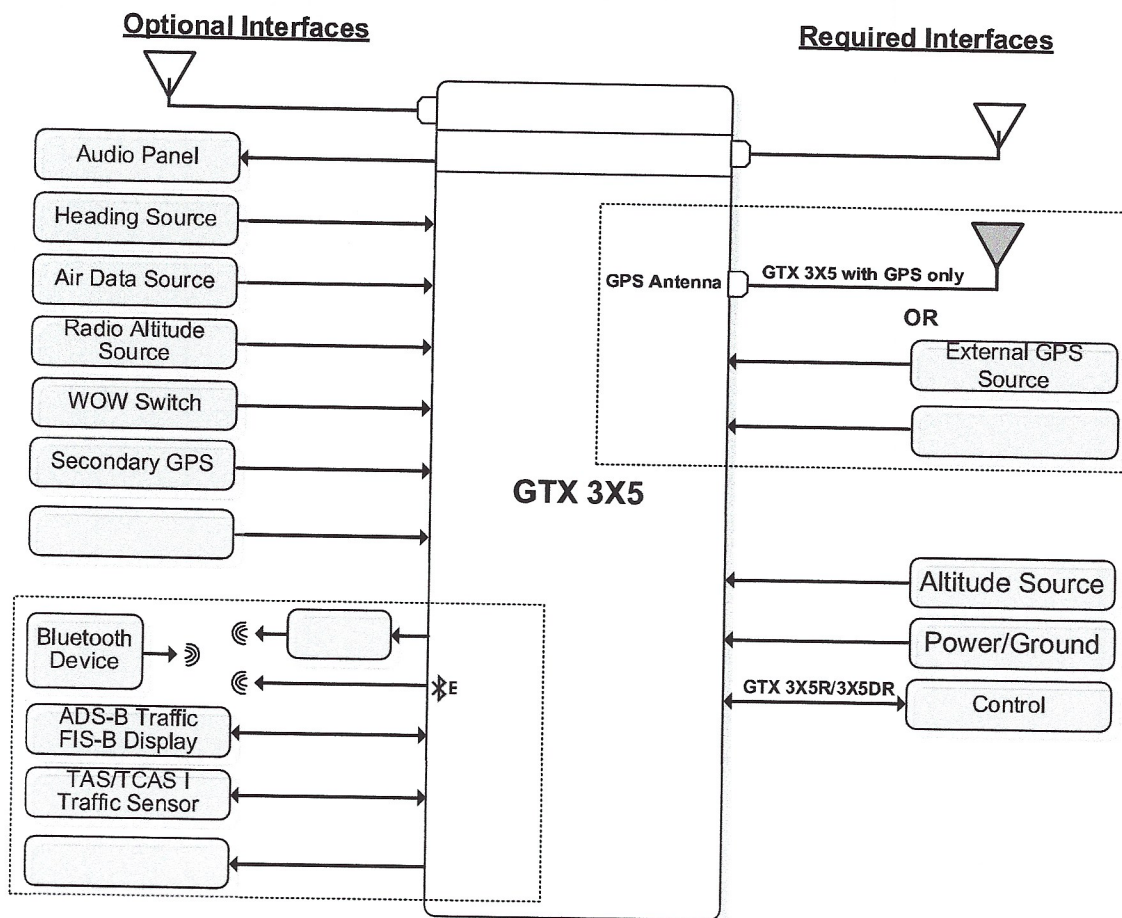 Optional Interfaces
Required Interfaces
Audio Panel
Heading Source
Air Data Source
Radio Altitude
Source
WOW Switch
Secondary GPS
GPS Antenna
GTX 3X5 with GPS only
OR
External GPS
Source
GTX 3X5
Altitude Source
Power/Ground
GTX 3X5R/3X5DR
Control
Bluetooth
Device
E
ADS-B Traffic
FIS-B Display
TAS/TCAS I
Traffic Sensor